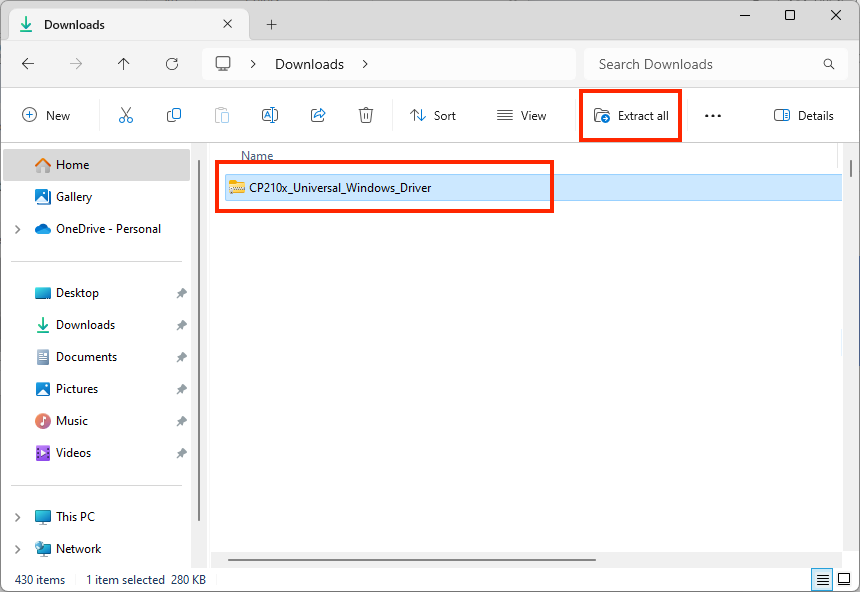 Downloads
Downloads
Search Downloads
New
Sort
View
Extract all
Details
Name
CP210x_Universal_Windows_Driver
Home
Gallery
OneDrive - Personal
Desktop
Downloads
Documents
Pictures
Music
Videos
This PC
Network
430 items 1 item selected 280 KB